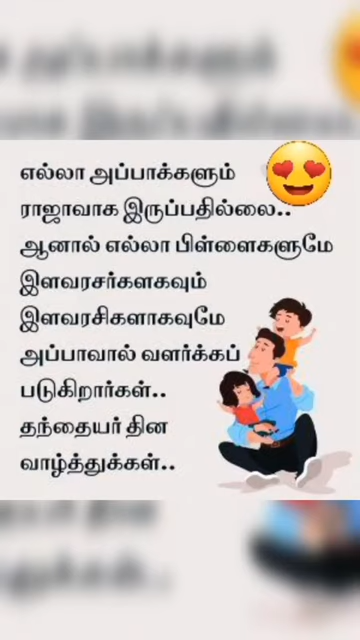 எல்லா அப்பாக்களும்
ராஜாவாக இருப்பதில்லை..
ஆனால் எல்லா பிள்ளைகளுமே
இளவரசர்களகவும்
இளவரசிகளாகவுமே
அப்பாவால் வளர்க்கப்
படுகிறார்கள்..
தந்தையர் தின
வாழ்த்துக்கள்..